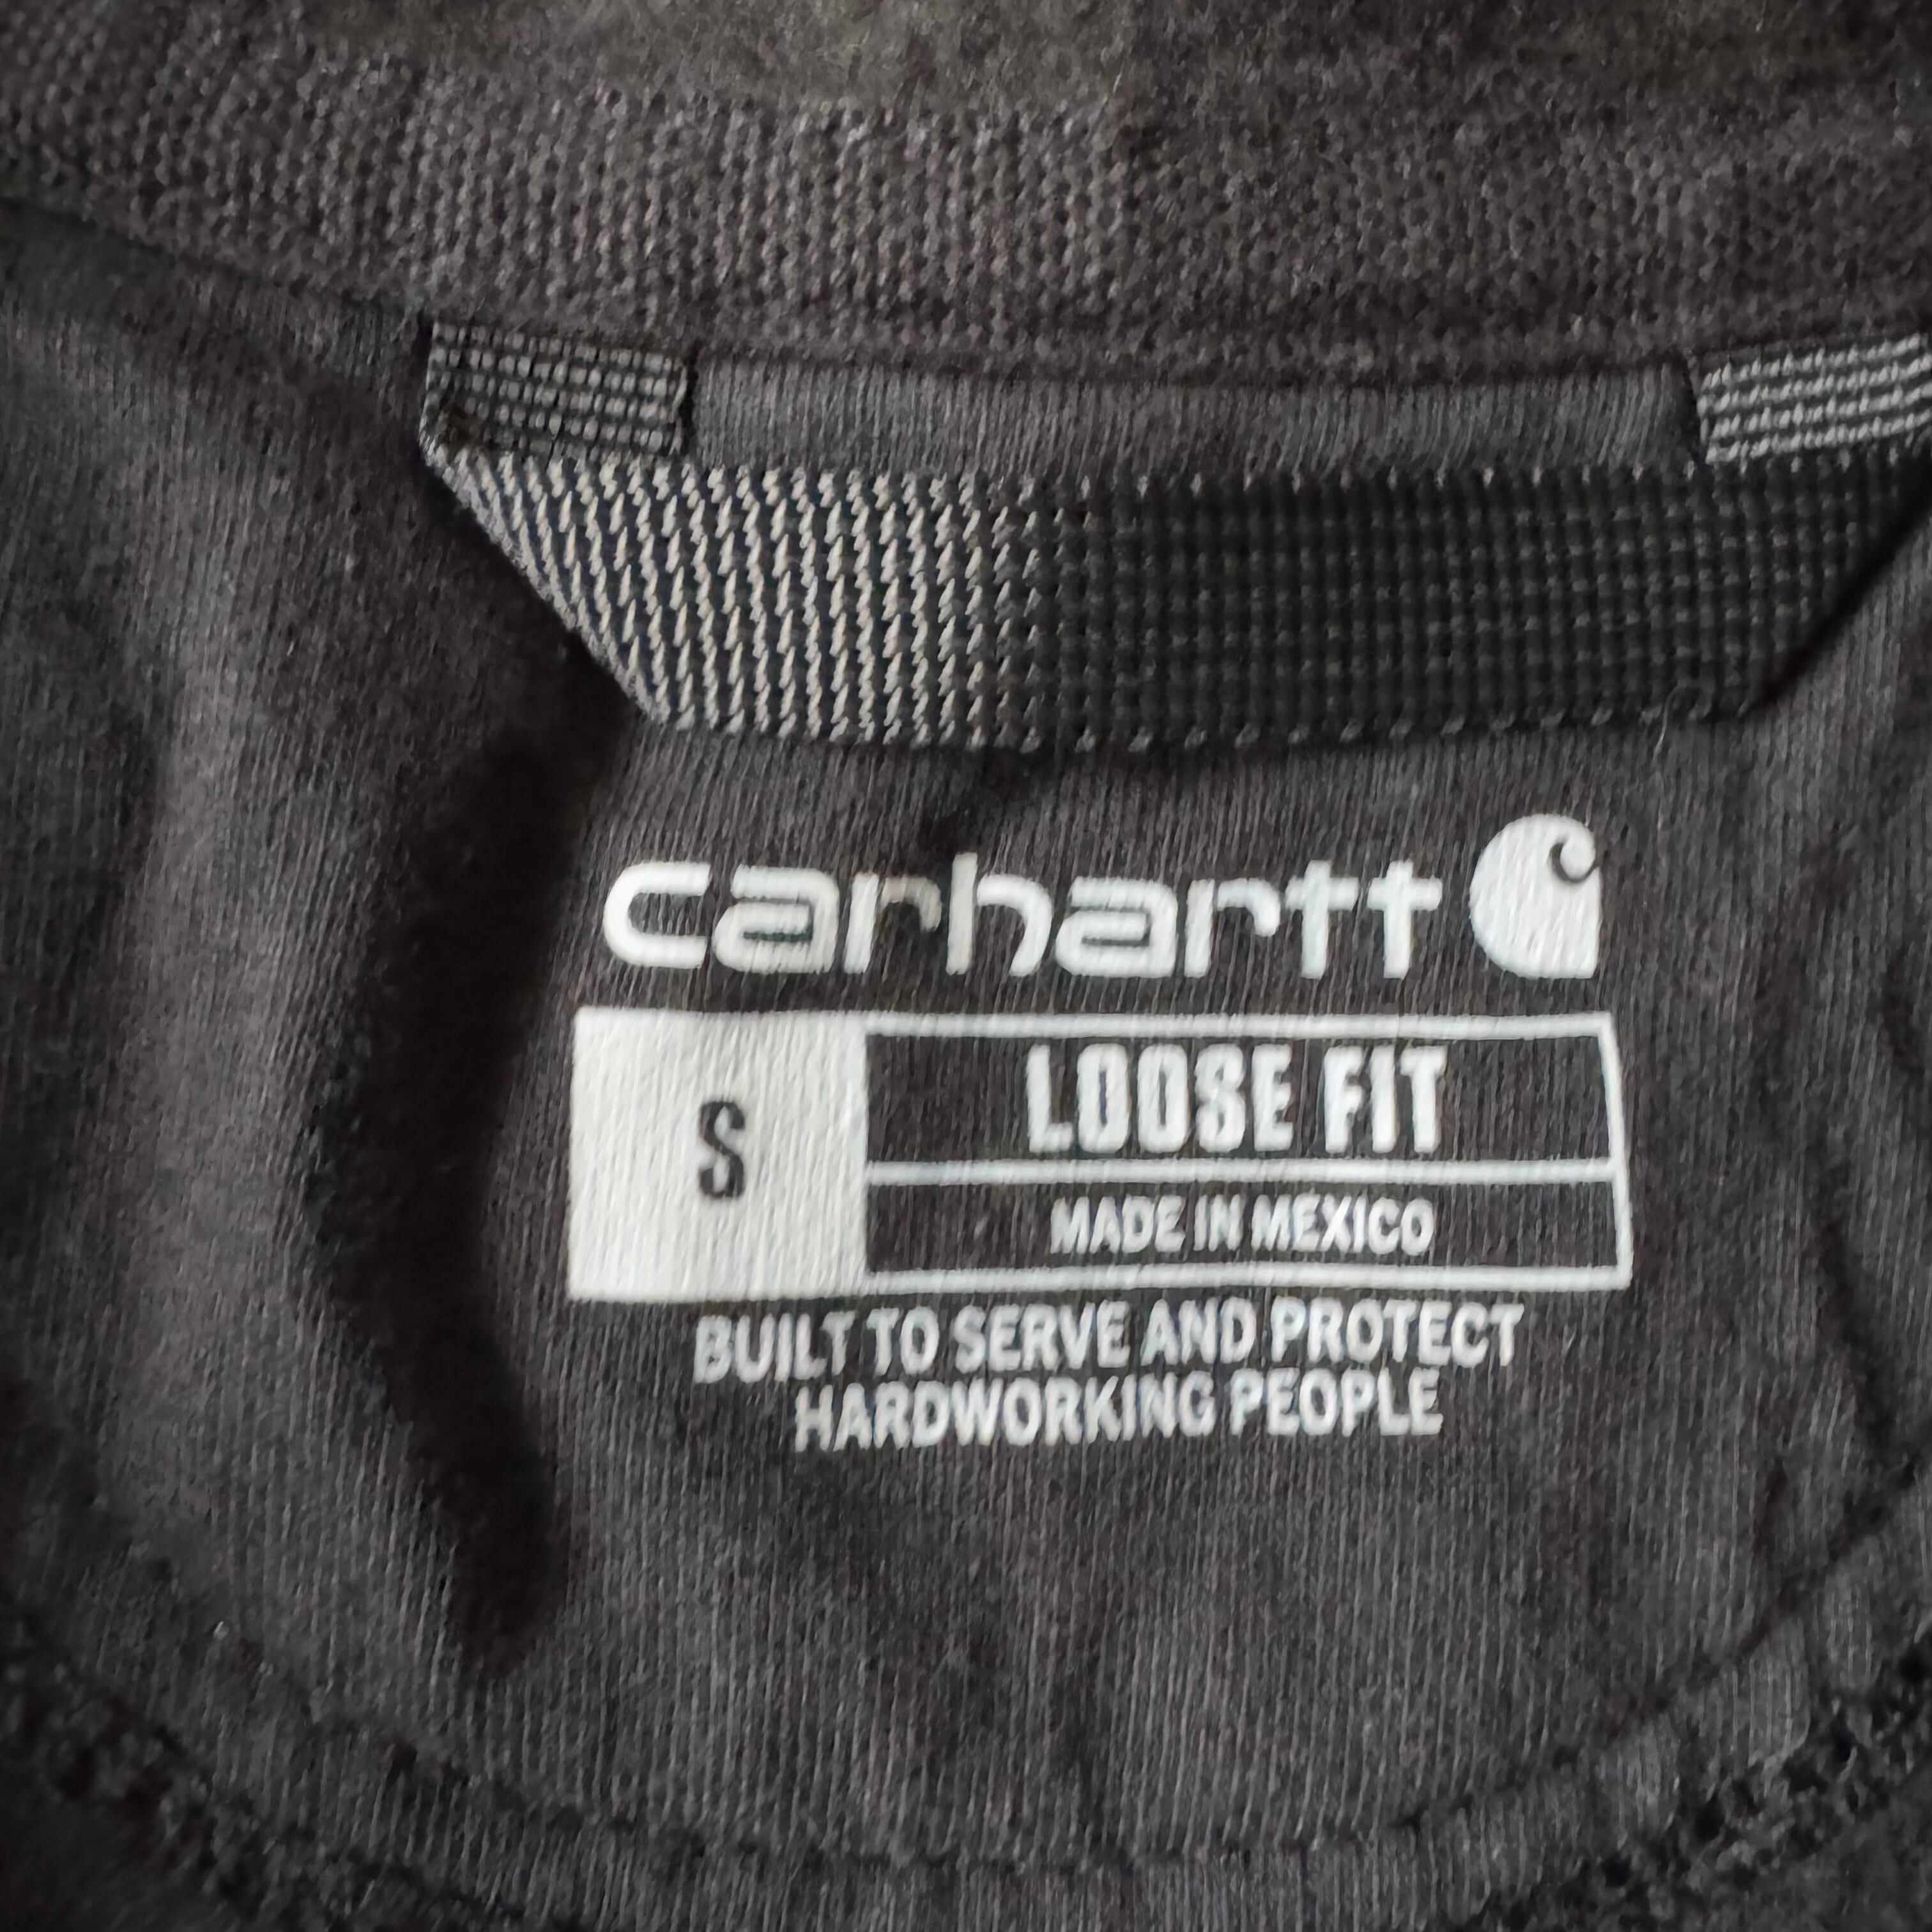 carhartt
S
LOOSE FIT
MADE IN MEXICO
BUILT TO SERVE AND PROTECT
HARDWORKING PEOPLE